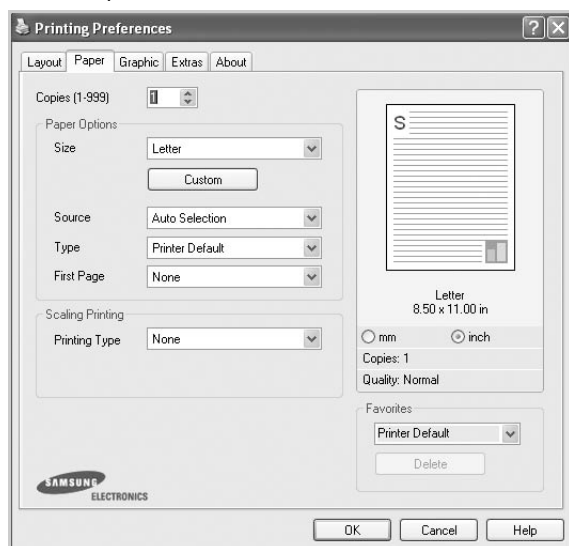 Printing Preferences
Layout Paper Graphic Extras About
Copies (1-999) 1
Paper Options
Size Letter
Custom
Source Auto Selection
Type Printer Default
First Page None
Scaling Printing
Printing Type None
S
Letter
8.50 x 11.00 in
mm inch
Copies: 1
Quality: Normal
Favorites
Printer Default
Delete
SAMSUNG
ELECTRONICS
OK Cancel Help